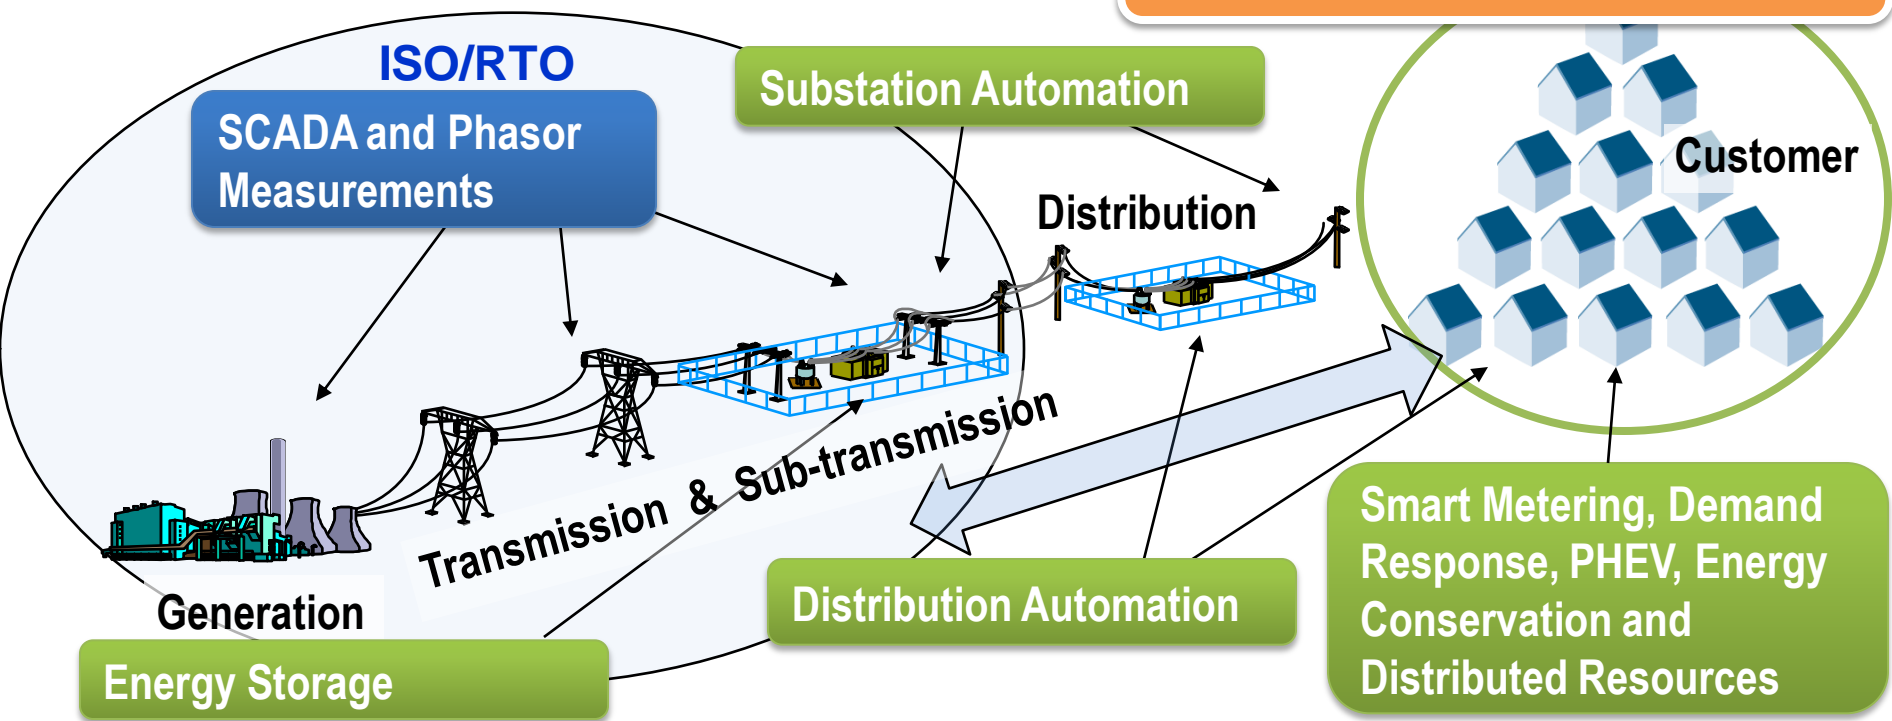 ISO/RTO
SCADA and Phasor
Measurements
Substation Automation
Customer
Distribution
Transmission & Sub-transmission
Generation
Energy Storage
Distribution Automation
Smart Metering, Demand
Response, PHEV, Energy
Conservation and
Distributed Resources